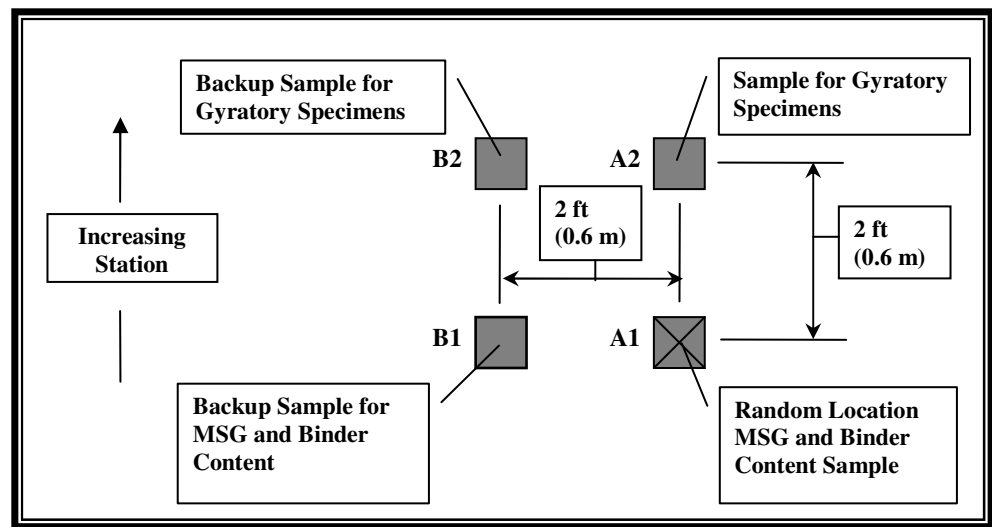 Backup Sample for
Gyratory Specimens
Sample for Gyratory
Specimens
B2
A2
2 ft
(0.6 m)
2 ft
(0.6 m)
Increasing
Station
B1
A1
Backup Sample for
MSG and Binder
Content
Random Location
MSG and Binder
Content Sample